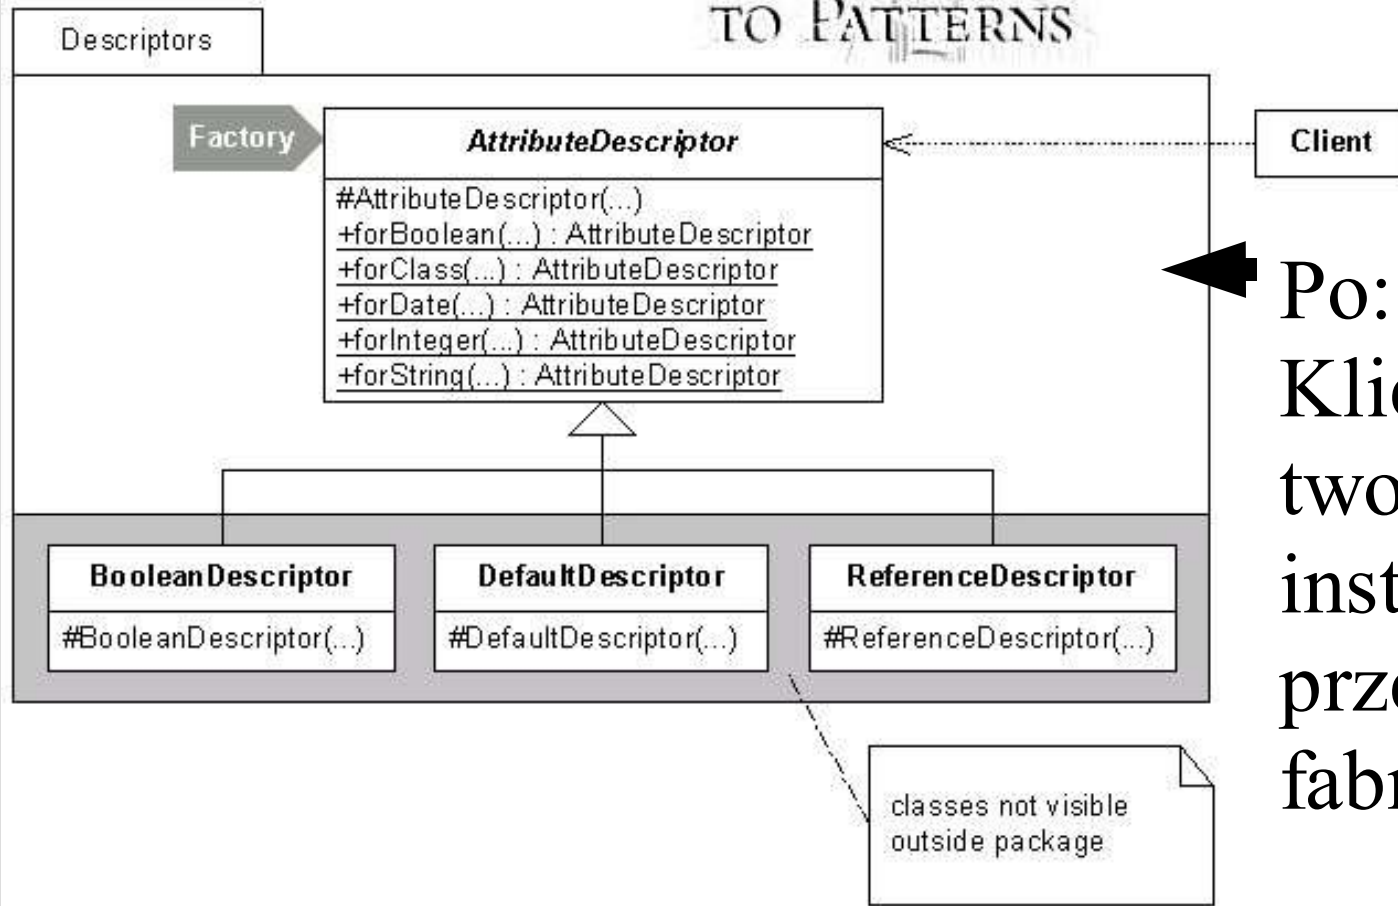 TO PATTERNS
Descriptors
Factory
AttributeDescriptor
Client
#AttributeDescriptor(...)
+forBoolean(...) : AttributeDescriptor
+forClass(...) : AttributeDescriptor
+forDate(...) : AttributeDescriptor
+forInteger(...) : AttributeDescriptor
+forString(...) : AttributeDescriptor
Po:
BooleanDescriptor
#BooleanDescriptor(...)
DefaultDescriptor
#DefaultDescriptor(...)
ReferenceDescriptor
#ReferenceDescriptor(...)
classes not visible
outside package